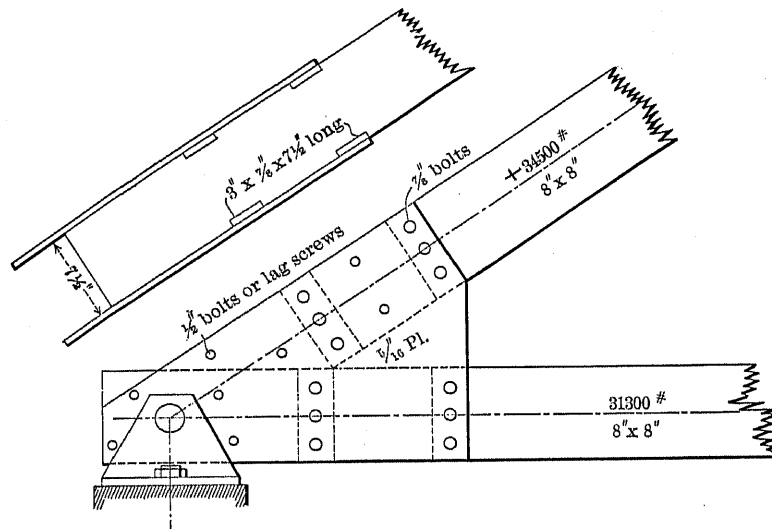 3" x 7/8" x 7 1/2" long
7/8" bolts
+ 34500 #
8" x 8"
7 1/2"
1/2" bolts or lag screws
5/16" Pl.
31300 #
8" x 8"